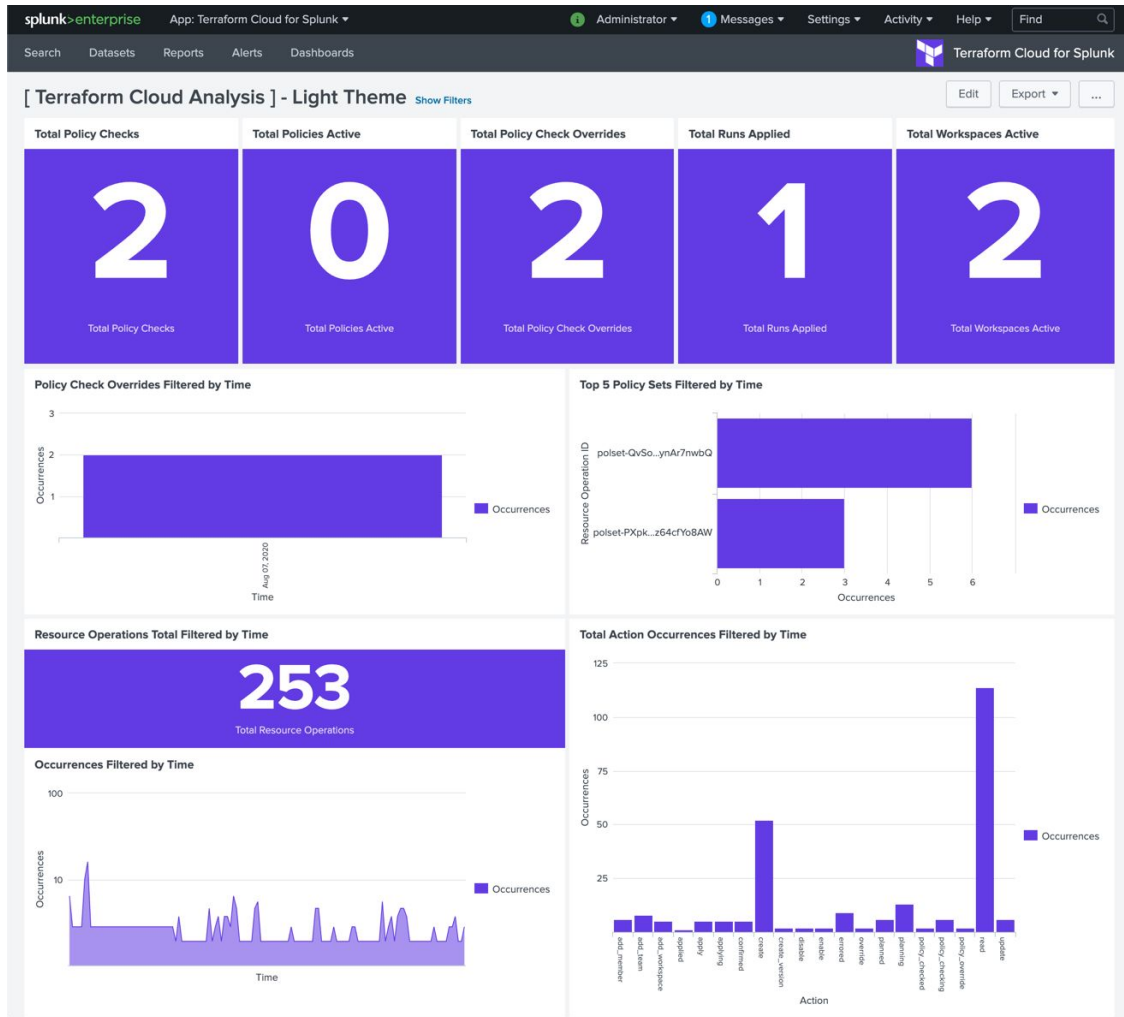 splunk>enterprise App: Terraform Cloud for Splunk i Administrator 1 Messages Settings Activity Help Find
Search Datasets Reports Alerts Dashboards Terraform Cloud for Splunk
[ Terraform Cloud Analysis ] - Light Theme Show Filters Edit Export ...
Total Policy Checks Total Policies Active Total Policy Check Overrides Total Runs Applied Total Workspaces Active
2 0 2 1 2
Total Policy Checks Total Policies Active Total Policy Check Overrides Total Runs Applied Total Workspaces Active
Policy Check Overrides Filtered by Time
3
2
1
Occurrences
Aug 07, 2020
Time
Occurrences
Top 5 Policy Sets Filtered by Time
Resource Operation ID
polset-QvSo...ynAr7nwbQ
polset-PXpk...z64cfYo8AW
0 1 2 3 4 5 6
Occurrences
Occurrences
Resource Operations Total Filtered by Time
253
Total Resource Operations
Occurrences Filtered by Time
100
10
Occurrences
Time
Occurrences
Total Action Occurrences Filtered by Time
125
100
75
50
25
Occurrences
add_member
add_team
add_workspace
applied
apply
applying
confirmed
create
create_version
disable
enable
errored
override
planned
planning
policy_checked
policy_checking
policy_override
read
update
Action
Occurrences